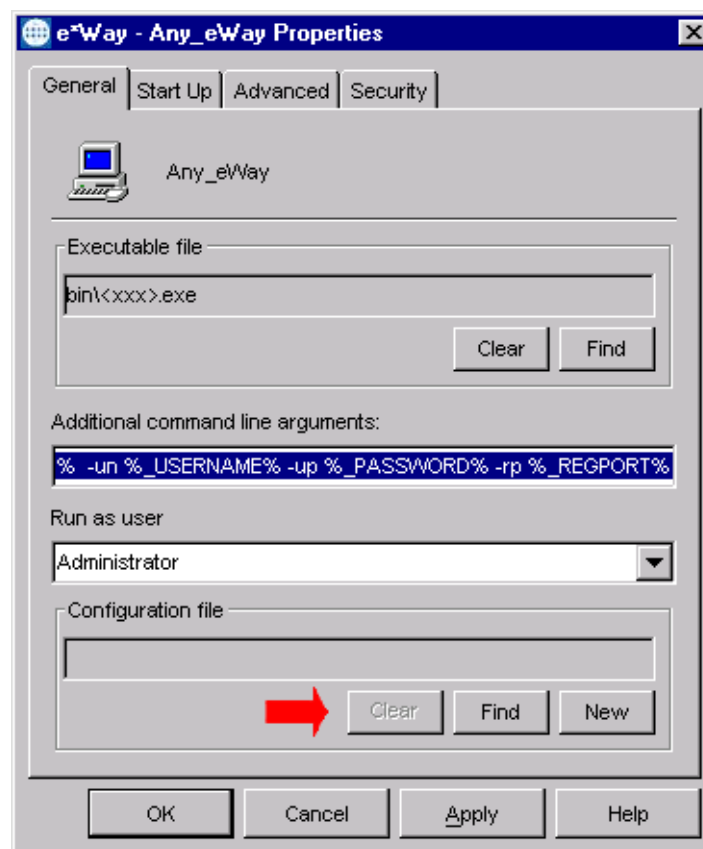 e*Way - Any_eWay Properties
General Start Up Advanced Security
Any_eWay
Executable file
bin\<xxx>.exe
Clear Find
Additional command line arguments:
% -un %_USERNAME% -up %_PASSWORD% -rp %_REGPORT%
Run as user
Administrator
Configuration file
Clear Find New
OK Cancel Apply Help